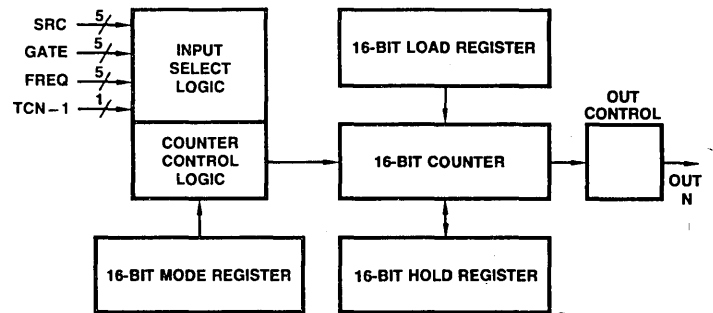 SRC 5
GATE 5
FREQ 5
TCN-1 1
INPUT
SELECT
LOGIC
COUNTER
CONTROL
LOGIC
16-BIT MODE REGISTER
16-BIT LOAD REGISTER
16-BIT COUNTER
16-BIT HOLD REGISTER
OUT
CONTROL
OUT
N